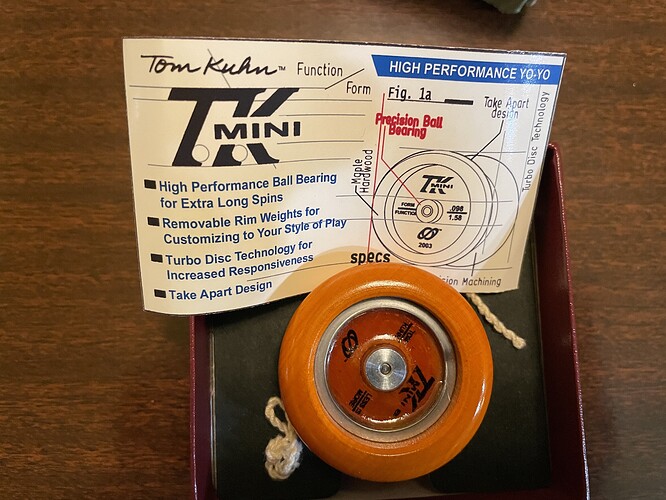 Tom Kuhn™ Function
Form
HIGH PERFORMANCE YO-YO
TK MINI
Fig. 1a
Take Apart
design
Precision Ball
Bearing
Maple
Hardwood
Turbo Disc Technology
High Performance Ball Bearing
for Extra Long Spins
Removable Rim Weights for
Customizing to Your Style of Play
Turbo Disc Technology for
Increased Responsiveness
Take Apart Design
TK MINI
FORM
FUNCTION
.098
1.58
2003
specs
Machining
TK MINI